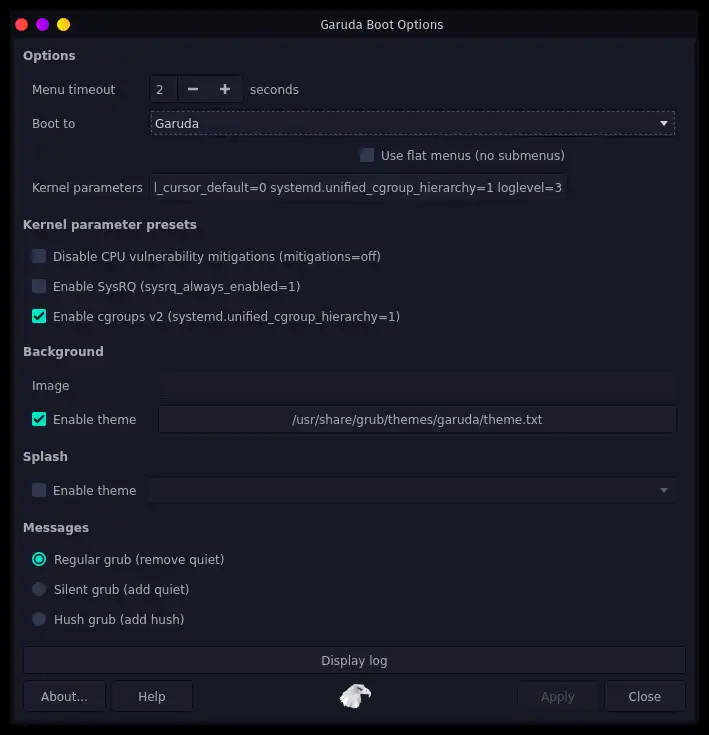 Garuda Boot Options
Options
Menu timeout 2 − + seconds
Boot to Garuda
Use flat menus (no submenus)
Kernel parameters l_cursor_default=0 systemd.unified_cgroup_hierarchy=1 loglevel=3
Kernel parameter presets
Disable CPU vulnerability mitigations (mitigations=off)
Enable SysRQ (sysrq_always_enabled=1)
Enable cgroups v2 (systemd.unified_cgroup_hierarchy=1)
Background
Image
Enable theme /usr/share/grub/themes/garuda/theme.txt
Splash
Enable theme
Messages
Regular grub (remove quiet)
Silent grub (add quiet)
Hush grub (add hush)
Display log
About... Help Apply Close